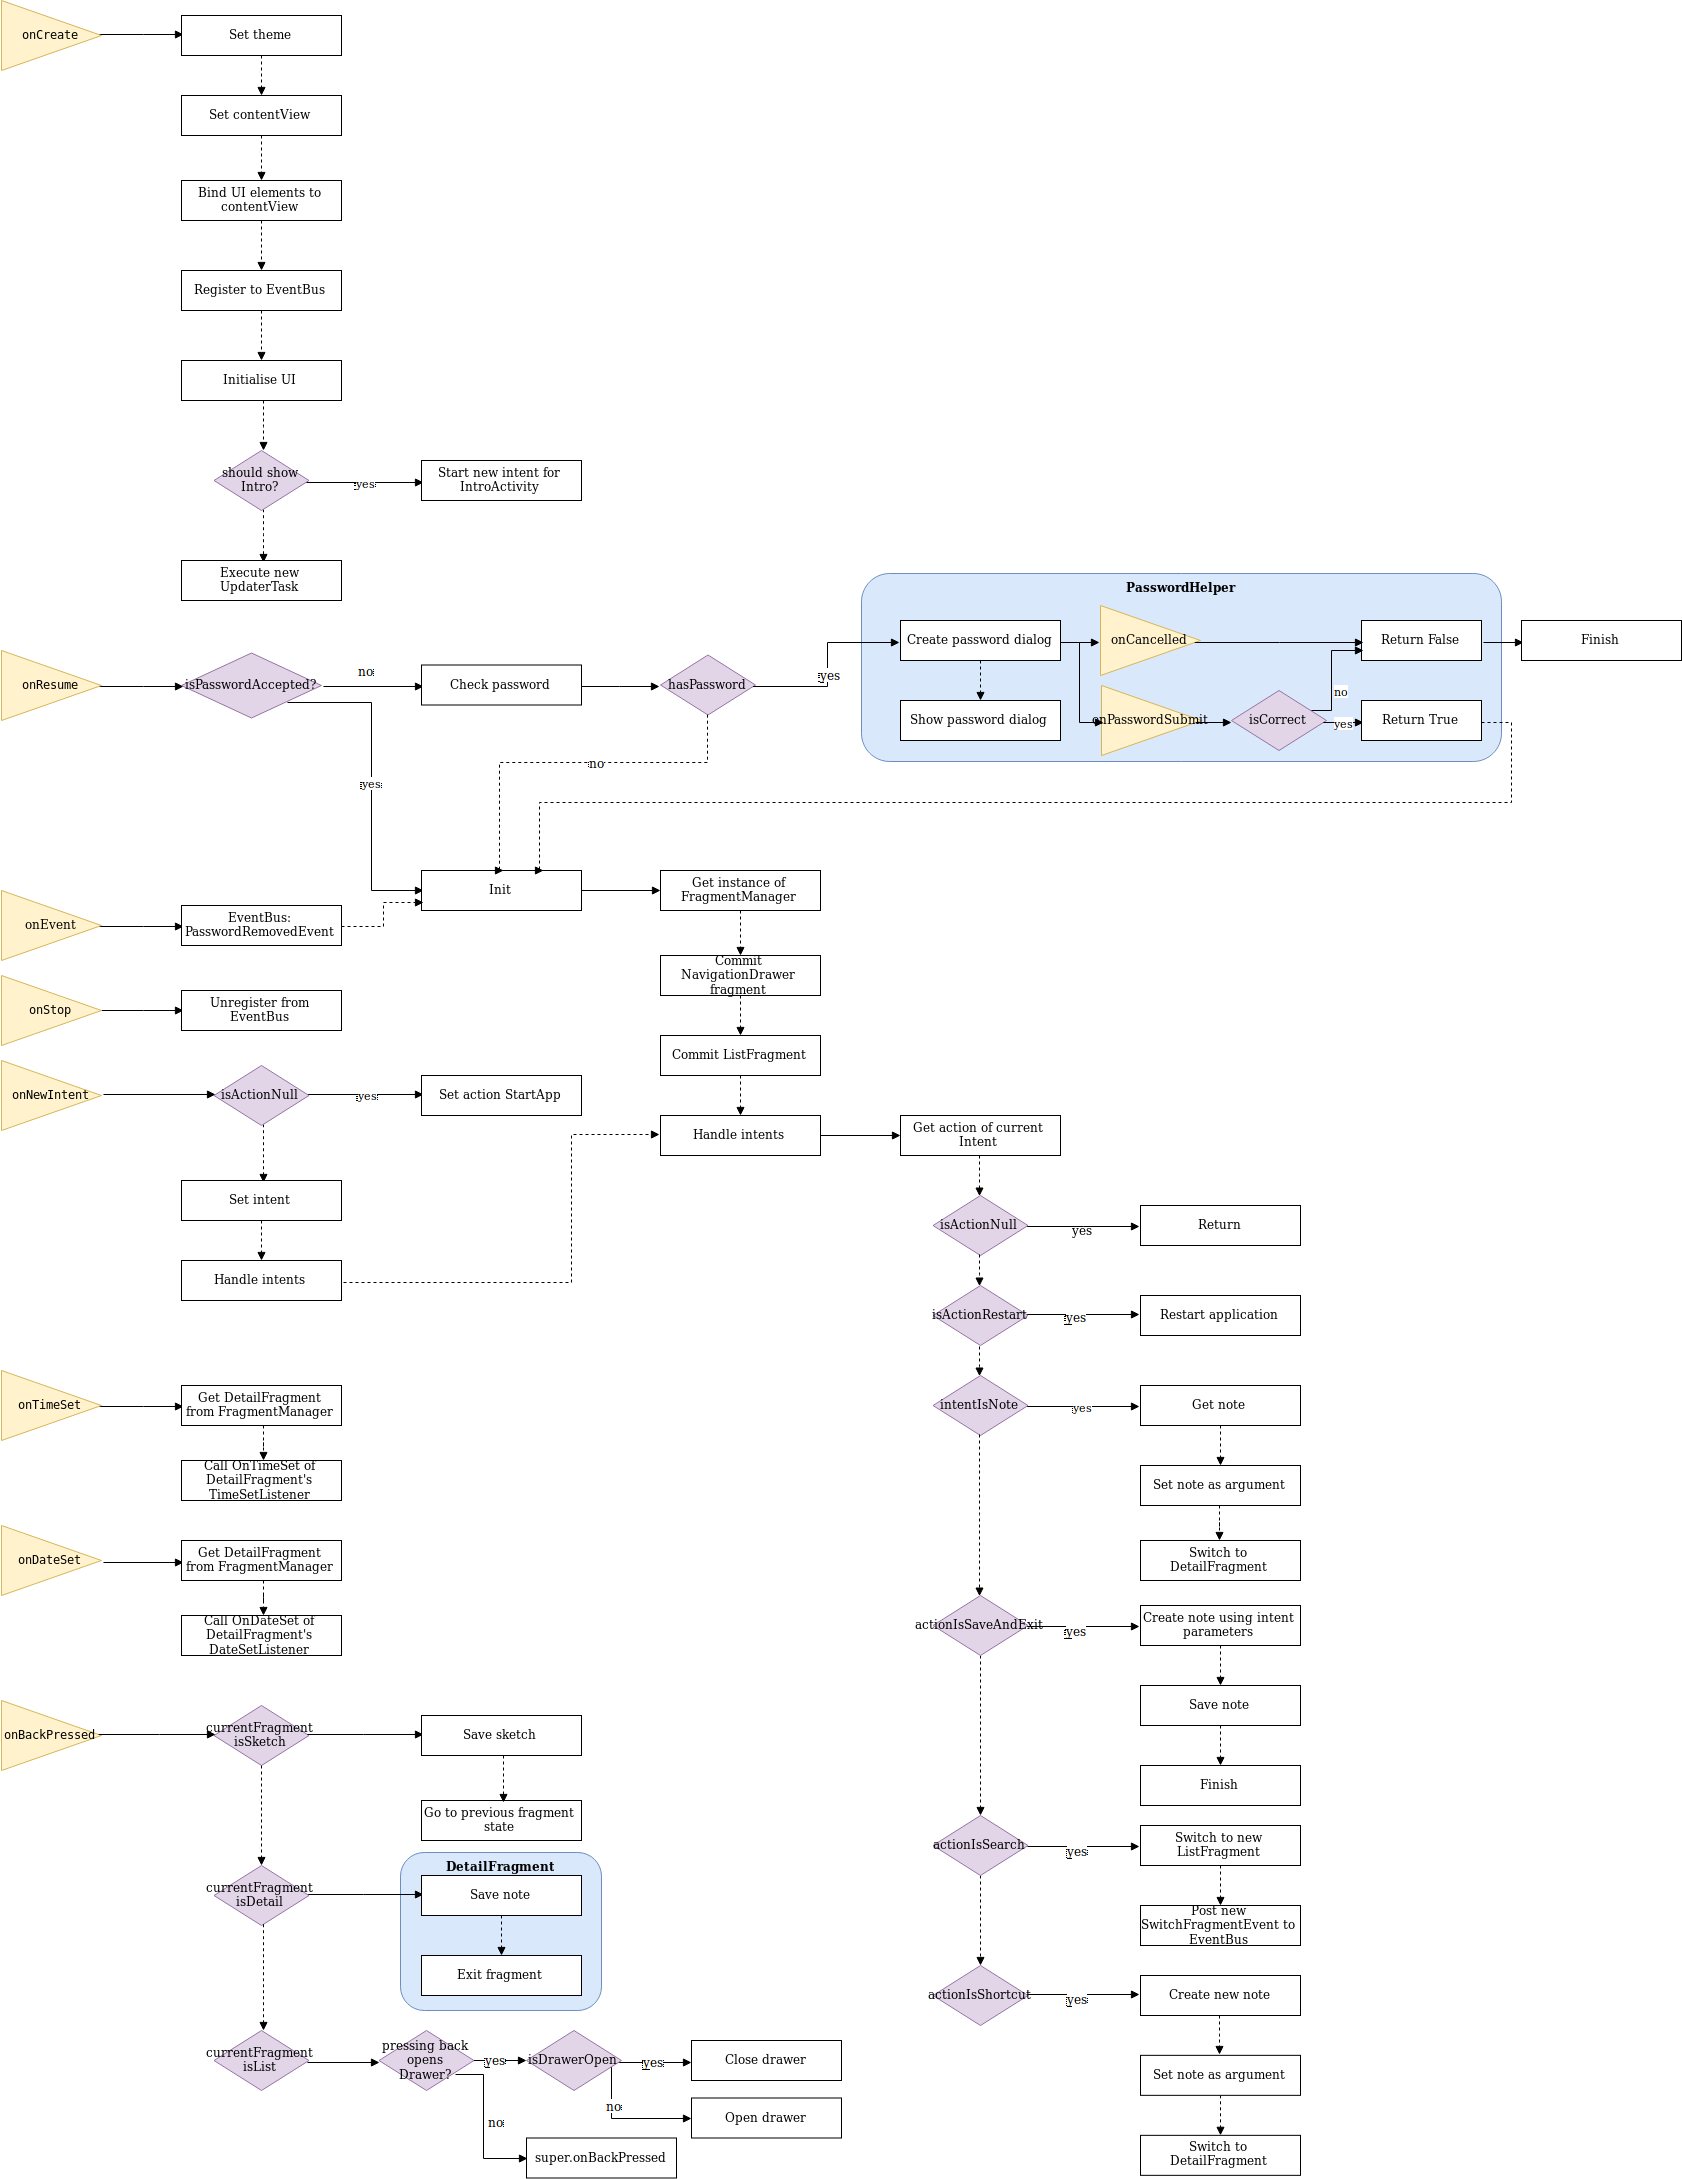 onCreate
Set theme
Set contentView
Bind UI elements to
contentView
Register to EventBus
Initialise UI
should show
Intro?
yes
Start new intent for
IntroActivity
Execute new
UpdaterTask
PasswordHelper
onResume
isPasswordAccepted?
no
Check password
hasPassword
yes
Create password dialog
onCancelled
Return False
Finish
Show password dialog
onPasswordSubmit
isCorrect
no
yes
Return True
no
yes
Init
Get instance of
FragmentManager
onEvent
EventBus:
PasswordRemovedEvent
Commit
NavigationDrawer
fragment
onStop
Unregister from
EventBus
Commit ListFragment
onNewIntent
isActionNull
yes
Set action StartApp
Handle intents
Get action of current
Intent
Set intent
Handle intents
isActionNull
yes
Return
isActionRestart
yes
Restart application
onTimeSet
Get DetailFragment
from FragmentManager
Call OnTimeSet of
DetailFragment's
TimeSetListener
intentIsNote
yes
Get note
Set note as argument
Switch to
DetailFragment
onDateSet
Get DetailFragment
from FragmentManager
Call OnDateSet of
DetailFragment's
DateSetListener
actionIsSaveAndExit
yes
Create note using intent
parameters
Save note
Finish
onBackPressed
currentFragment
isSketch
Save sketch
Go to previous fragment
state
actionIsSearch
yes
Switch to new
ListFragment
Post new
SwitchFragmentEvent to
EventBus
DetailFragment
currentFragment
isDetail
Save note
Exit fragment
actionIsShortcut
yes
Create new note
Set note as argument
Switch to
DetailFragment
currentFragment
isList
pressing back
opens
Drawer?
yes
isDrawerOpen
yes
Close drawer
no
Open drawer
no
super.onBackPressed